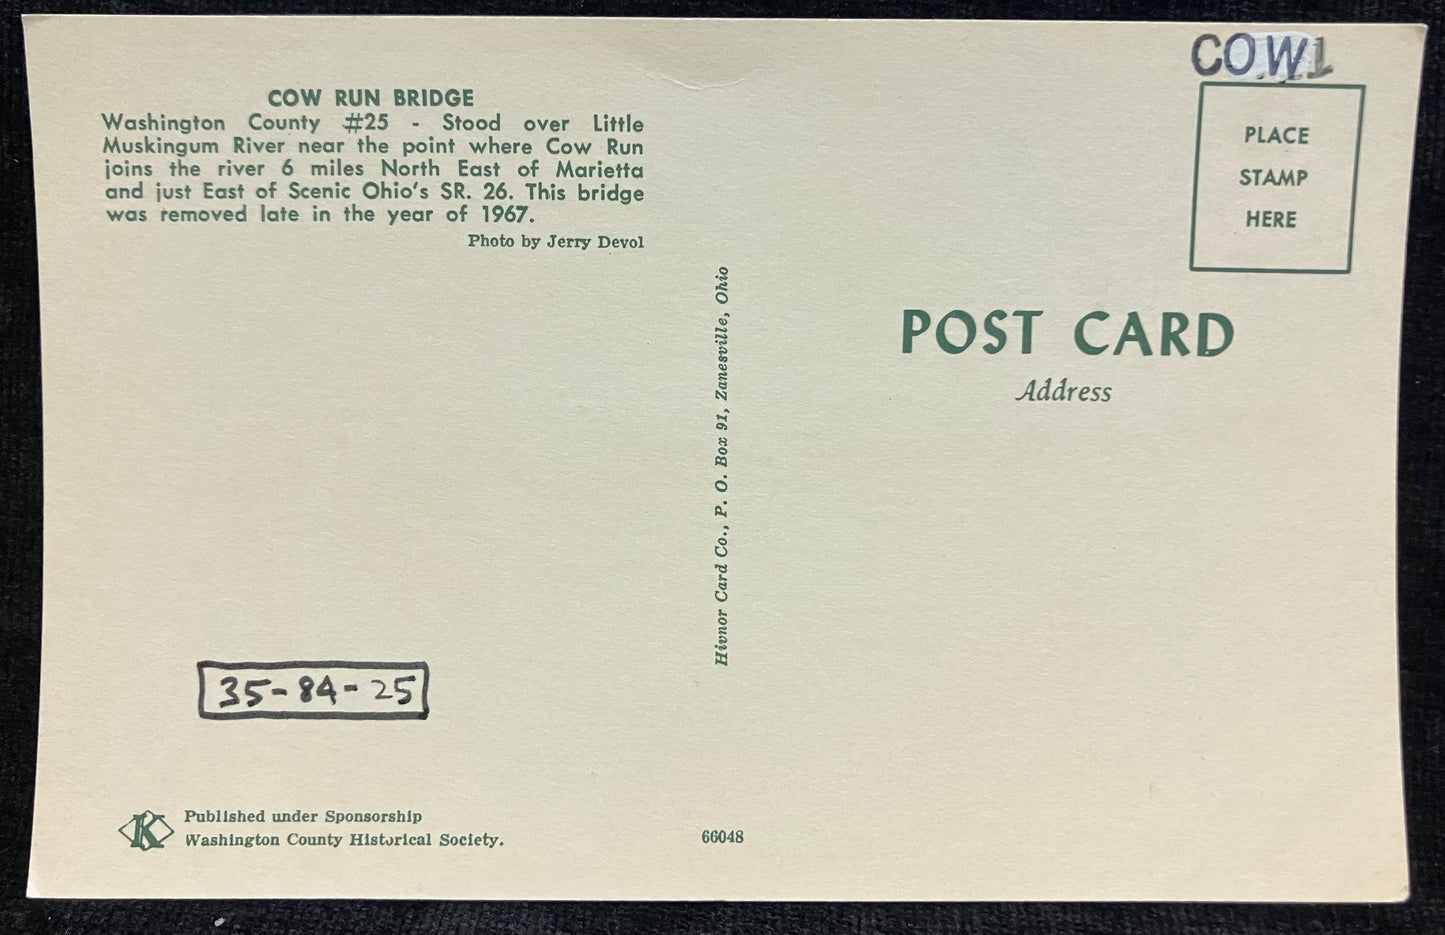 COW1
COW RUN BRIDGE
Washington County #25 - Stood over Little
Muskingum River near the point where Cow Run
joins the river 6 miles North East of Marietta
and just East of Scenic Ohio's SR. 26. This bridge
was removed late in the year of 1967.
Photo by Jerry Devol
PLACE
STAMP
HERE
POST CARD
Address
Hivnor Card Co., P. O. Box 91, Zanesville, Ohio
35-84-25
K
Published under Sponsorship
Washington County Historical Society.
66048